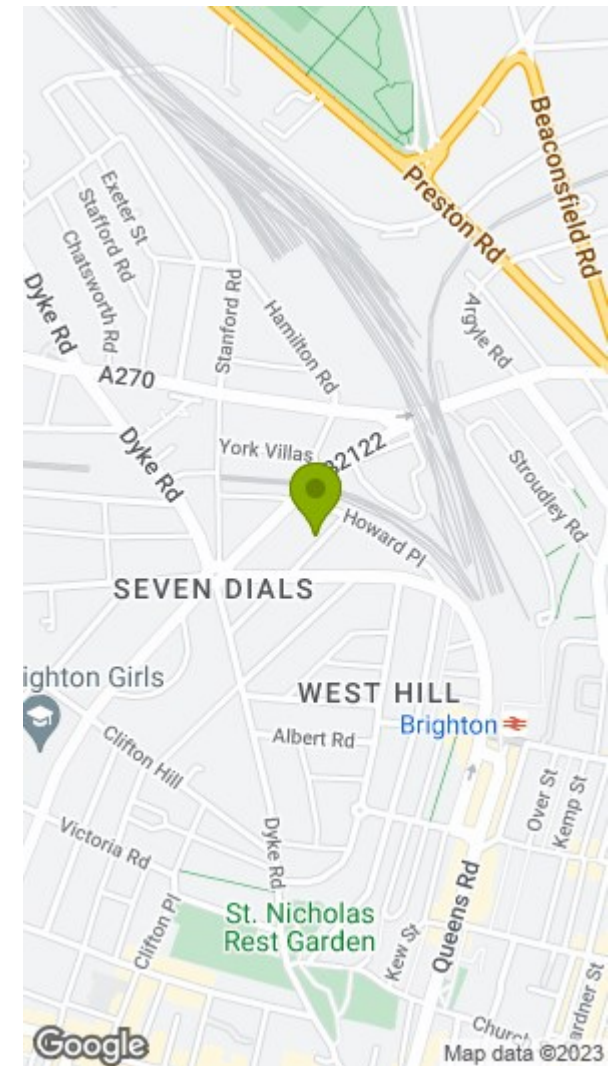 Beaconsfield Rd
Preston Rd
Exeter St
Stafford Rd
Chatsworth Rd
Dyke Rd
Stanford Rd
Hamilton Rd
Argyle Rd
A270
Dyke Rd
York Villas
B2122
Stroudley Rd
Howard Pl
SEVEN DIALS
ighton Girls
WEST HILL
Brighton
Albert Rd
Clifton Hill
Over St
Kemp St
Victoria Rd
Dyke Rd
Clifton Pl
St. Nicholas
Rest Garden
Kew St
Queens Rd
Church
ardner St
Google
Map data ©2023